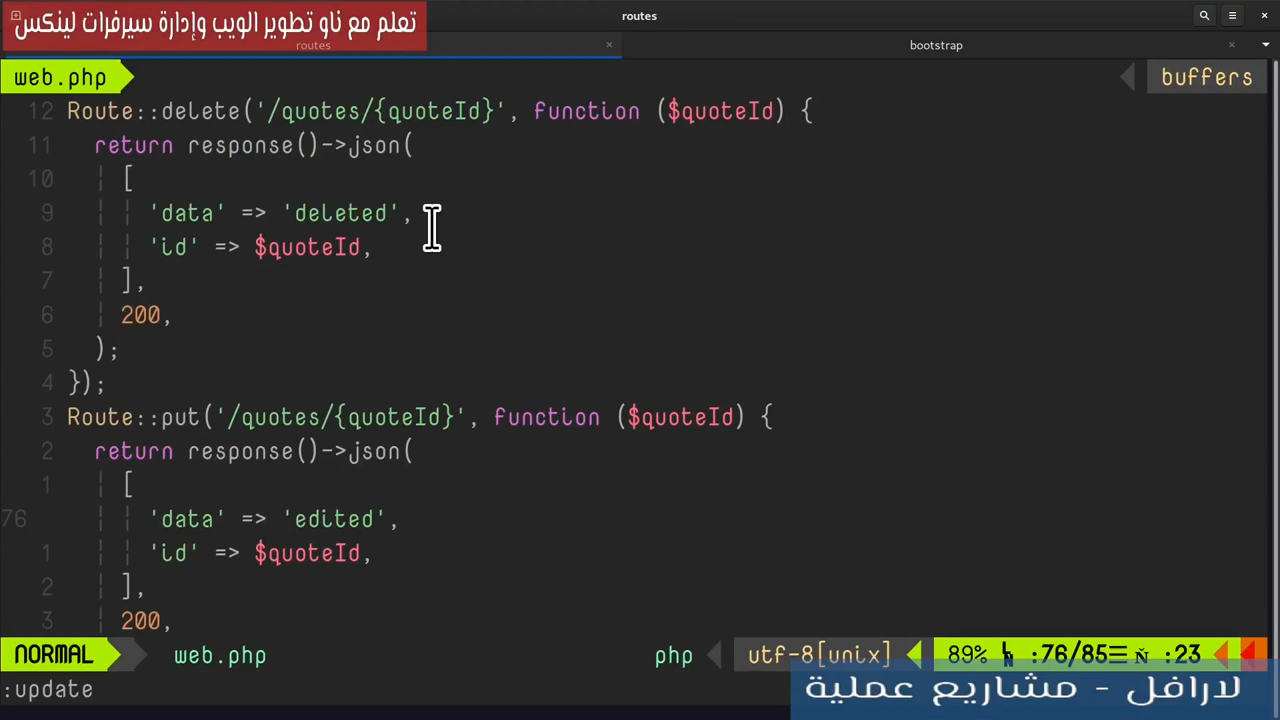 تعلم مع ناو تطوير الويب وإدارة سيرفرات لينكس
routes
routes
bootstrap
web.php
buffers
12 Route::delete('/quotes/{quoteId}', function ($quoteId) {
11 return response()->json(
10 [
9 'data' => 'deleted',
8 'id' => $quoteId,
7 ],
6 200,
5 );
4 });
3 Route::put('/quotes/{quoteId}', function ($quoteId) {
2 return response()->json(
1 [
76 'data' => 'edited',
1 'id' => $quoteId,
2 ],
3 200,
NORMAL web.php php utf-8[unix] 89% :76/85 :23
:update
لارافل - مشاريع عملية